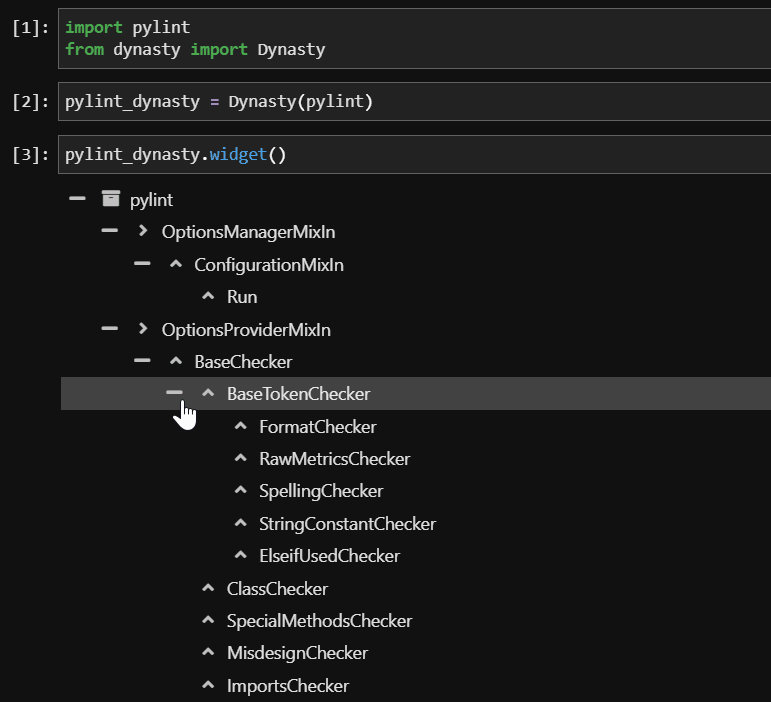 [1]: import pylint
from dynasty import Dynasty
[2]: pylint_dynasty = Dynasty(pylint)
[3]: pylint_dynasty.widget()
pylint
OptionsManagerMixIn
ConfigurationMixIn
Run
OptionsProviderMixIn
BaseChecker
BaseTokenChecker
FormatChecker
RawMetricsChecker
SpellingChecker
StringConstantChecker
ElseifUsedChecker
ClassChecker
SpecialMethodsChecker
MisdesignChecker
ImportsChecker